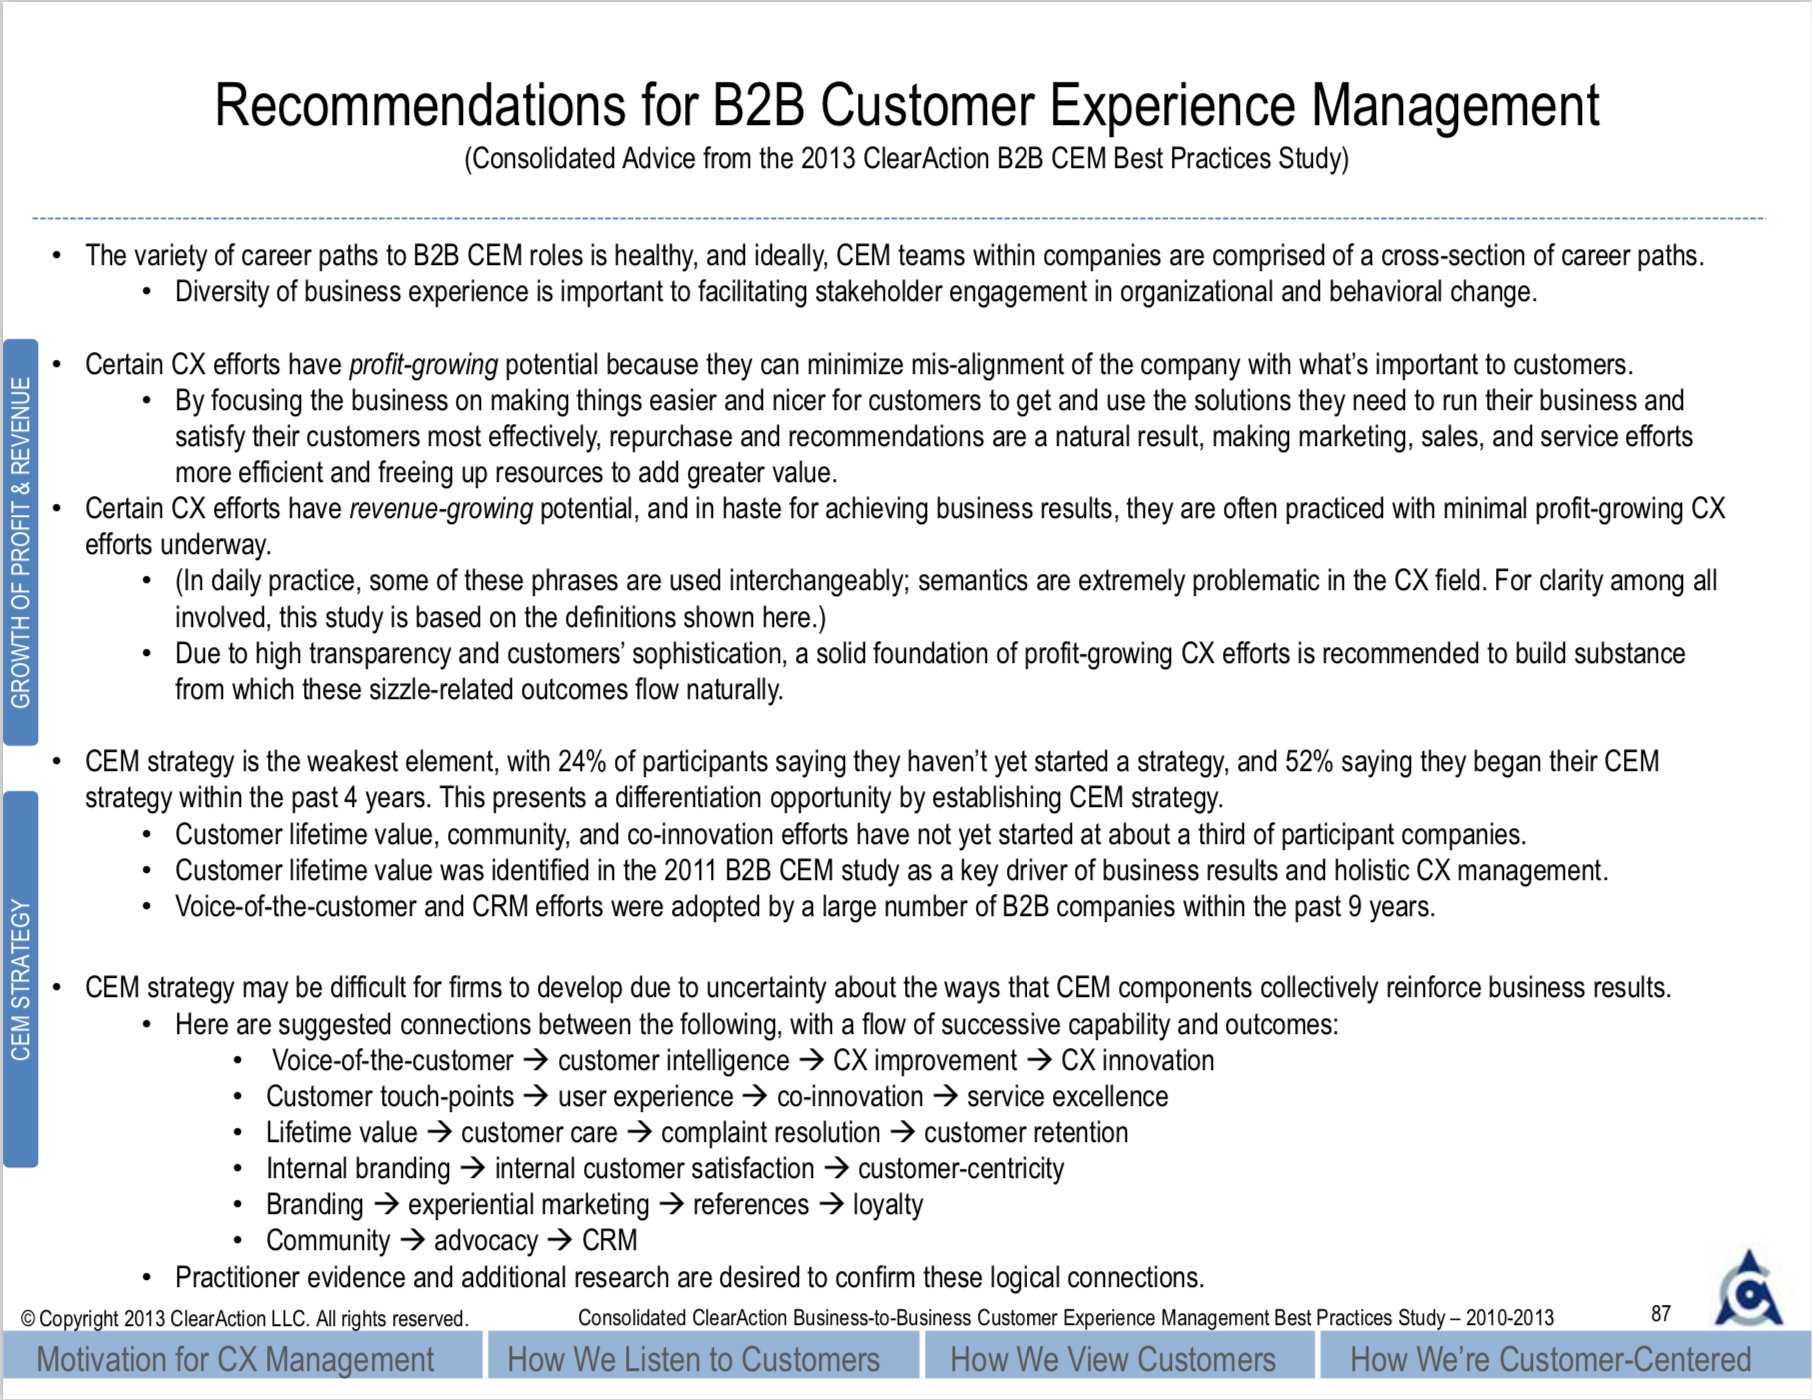 Recommendations for B2B Customer Experience Management
(Consolidated Advice from the 2013 ClearAction B2B CEM Best Practices Study)
• The variety of career paths to B2B CEM roles is healthy, and ideally, CEM teams within companies are comprised of a cross-section of career paths.
• Diversity of business experience is important to facilitating stakeholder engagement in organizational and behavioral change.
GROWTH OF PROFIT & REVENUE
• Certain CX efforts have profit-growing potential because they can minimize mis-alignment of the company with what's important to customers.
• By focusing the business on making things easier and nicer for customers to get and use the solutions they need to run their business and
satisfy their customers most effectively, repurchase and recommendations are a natural result, making marketing, sales, and service efforts
more efficient and freeing up resources to add greater value.
• Certain CX efforts have revenue-growing potential, and in haste for achieving business results, they are often practiced with minimal profit-growing CX
efforts underway.
• (In daily practice, some of these phrases are used interchangeably; semantics are extremely problematic in the CX field. For clarity among all
involved, this study is based on the definitions shown here.)
• Due to high transparency and customers' sophistication, a solid foundation of profit-growing CX efforts is recommended to build substance
from which these sizzle-related outcomes flow naturally.
CEM STRATEGY
• CEM strategy is the weakest element, with 24% of participants saying they haven't yet started a strategy, and 52% saying they began their CEM
strategy within the past 4 years. This presents a differentiation opportunity by establishing CEM strategy.
• Customer lifetime value, community, and co-innovation efforts have not yet started at about a third of participant companies.
• Customer lifetime value was identified in the 2011 B2B CEM study as a key driver of business results and holistic CX management.
• Voice-of-the-customer and CRM efforts were adopted by a large number of B2B companies within the past 9 years.
• CEM strategy may be difficult for firms to develop due to uncertainty about the ways that CEM components collectively reinforce business results.
• Here are suggested connections between the following, with a flow of successive capability and outcomes:
• Voice-of-the-customer → customer intelligence → CX improvement → CX innovation
• Customer touch-points → user experience → co-innovation → service excellence
• Lifetime value → customer care → complaint resolution → customer retention
• Internal branding → internal customer satisfaction → customer-centricity
• Branding → experiential marketing → references → loyalty
• Community → advocacy → CRM
• Practitioner evidence and additional research are desired to confirm these logical connections.
© Copyright 2013 ClearAction LLC. All rights reserved.
Consolidated ClearAction Business-to-Business Customer Experience Management Best Practices Study – 2010-2013
87
Motivation for CX Management
How We Listen to Customers
How We View Customers
How We're Customer-Centered